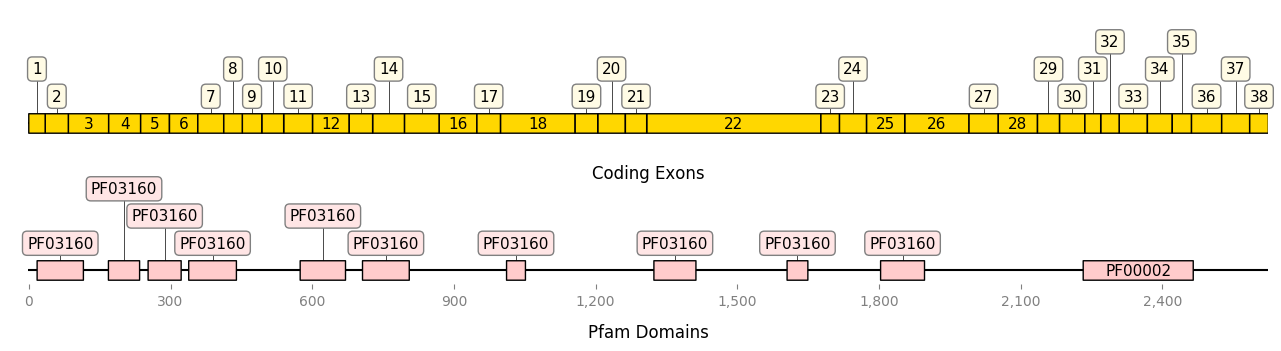 32 35
1 8 10 14 20 24 29 31 34 37
2 7 9 11 13 15 17 19 21 23 27 30 33 36 38
3 4 5 6 12 16 18 22 25 26 28
Coding Exons
PF03160
PF03160 PF03160
PF03160 PF03160 PF03160 PF03160 PF03160 PF03160 PF03160
PF00002
0 300 600 900 1,200 1,500 1,800 2,100 2,400
Pfam Domains